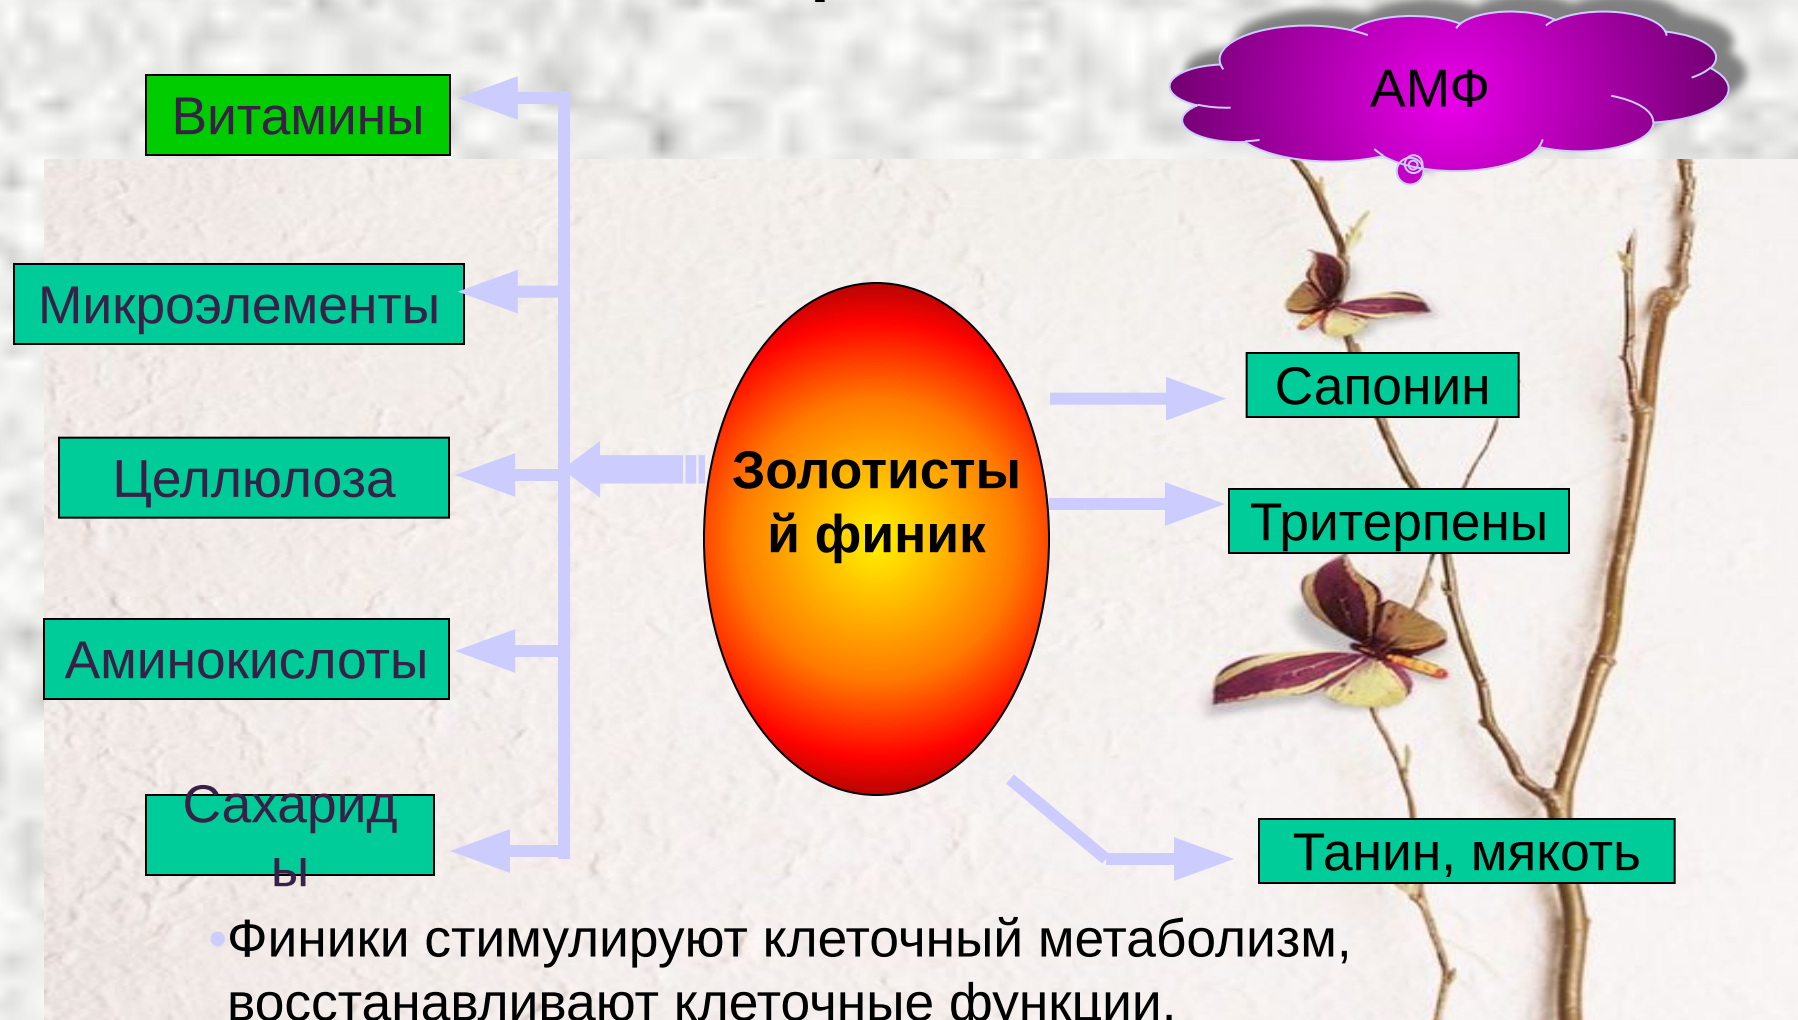 АМФ
Витамины
Микроэлементы
Целлюлоза
Аминокислоты
Сахарид
ы
Золотисты
й финик
Сапонин
Тритерпены
Танин, мякоть
•Финики стимулируют клеточный метаболизм,
восстанавливают клеточные функции.